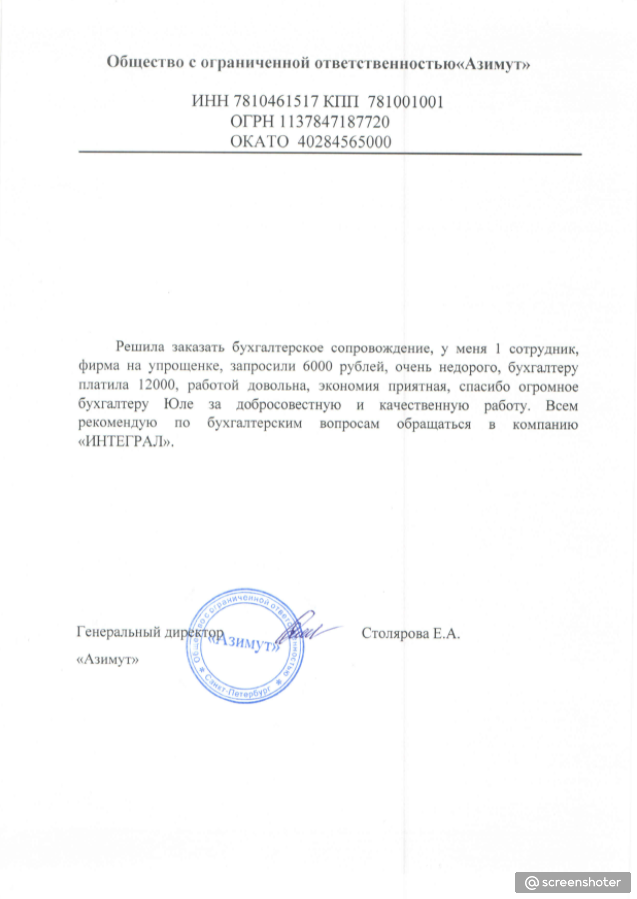 Общество с ограниченной ответственностью«Азимут»
ИНН 7810461517 КПП  781001001
ОГРН 1137847187720
ОКАТО  40284565000
Решила заказать бухгалтерское сопровождение, у меня 1 сотрудник,
фирма на упрощенке, запросили 6000 рублей, очень недорого, бухгалтеру
платила 12000, работой довольна, экономия приятная, спасибо огромное
бухгалтеру Юле за добросовестную и качественную работу. Всем
рекомендую по бухгалтерским вопросам обращаться в компанию
«ИНТЕГРАЛ».
Генеральный директор
Столярова Е.А.
«Азимут»
Общество с ограниченной ответственностью
«Азимут»
Санкт-Петербург
@screenshoter